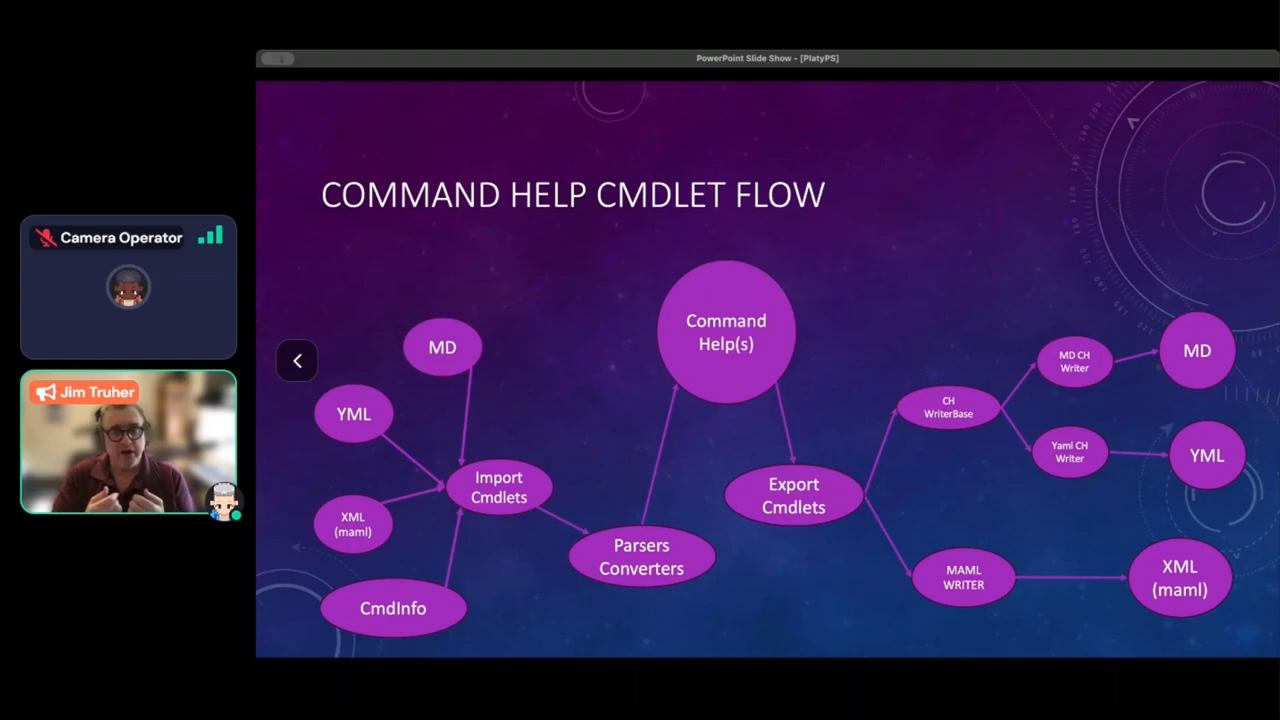 PowerPoint Slide Show - [PlatyPS]
COMMAND HELP CMDLET FLOW
Camera Operator
Jim Truher
MD
YML
XML
(maml)
CmdInfo
Import
Cmdlets
Parsers
Converters
Command
Help(s)
Export
Cmdlets
CH
WriterBase
MD CH
Writer
MD
Yaml CH
Writer
YML
MAML
WRITER
XML
(maml)